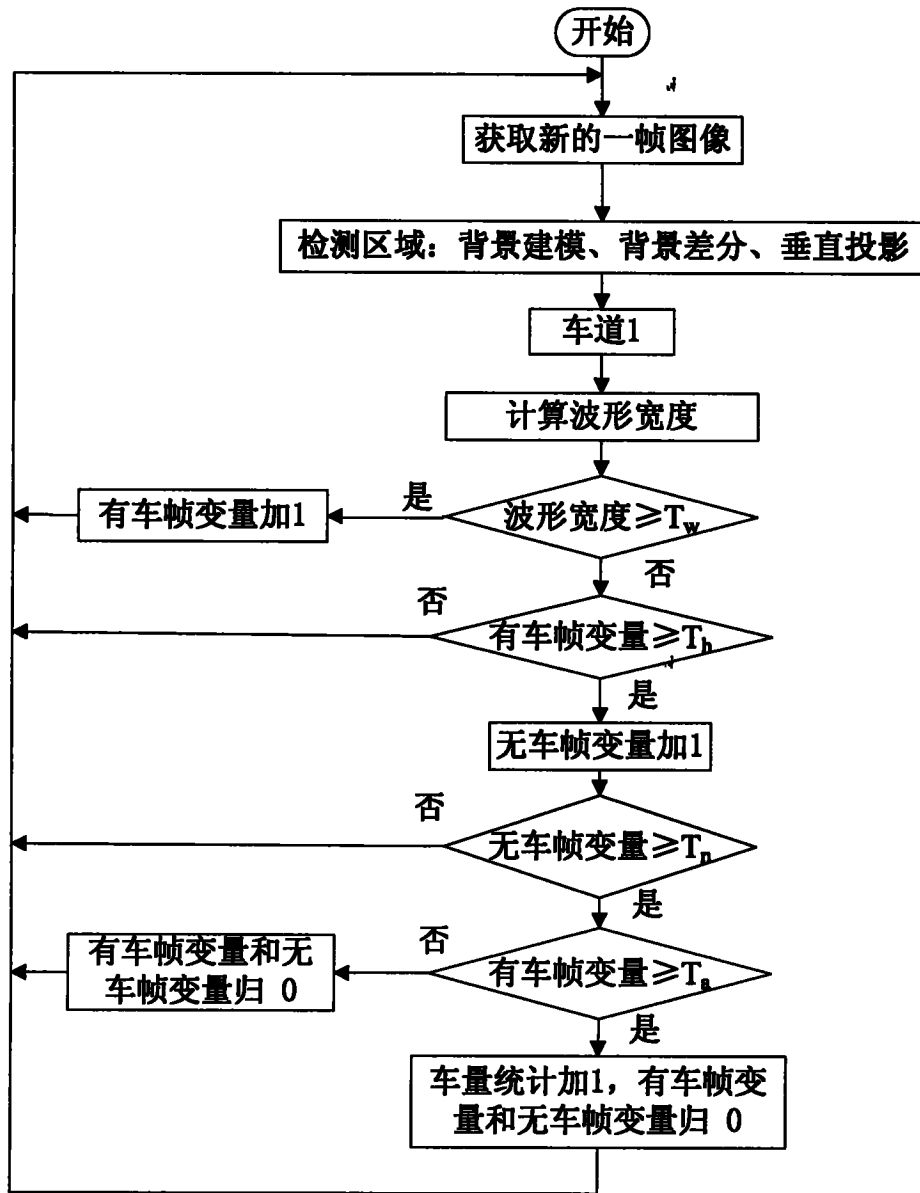 开始
获取新的一帧图像
检测区域：背景建模、背景差分、垂直投影
车道1
计算波形宽度
是
有车帧变量加1
波形宽度≥Tw
否
否
有车帧变量≥Th
是
无车帧变量加1
否
无车帧变量≥Tn
是
否
有车帧变量和无
车帧变量归 0
有车帧变量≥Ts
是
车量统计加1，有车帧变
量和无车帧变量归 0